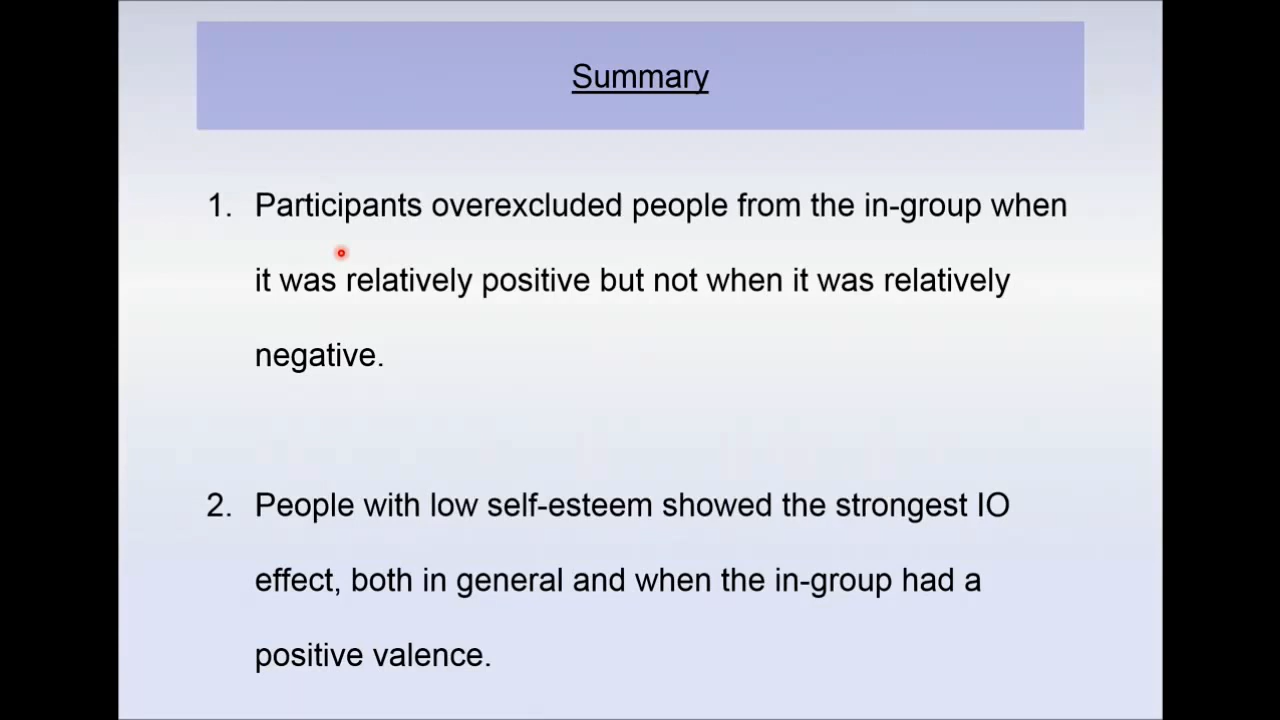 Summary
1. Participants overexcluded people from the in-group when
it was relatively positive but not when it was relatively
negative.
2. People with low self-esteem showed the strongest IO
effect, both in general and when the in-group had a
positive valence.